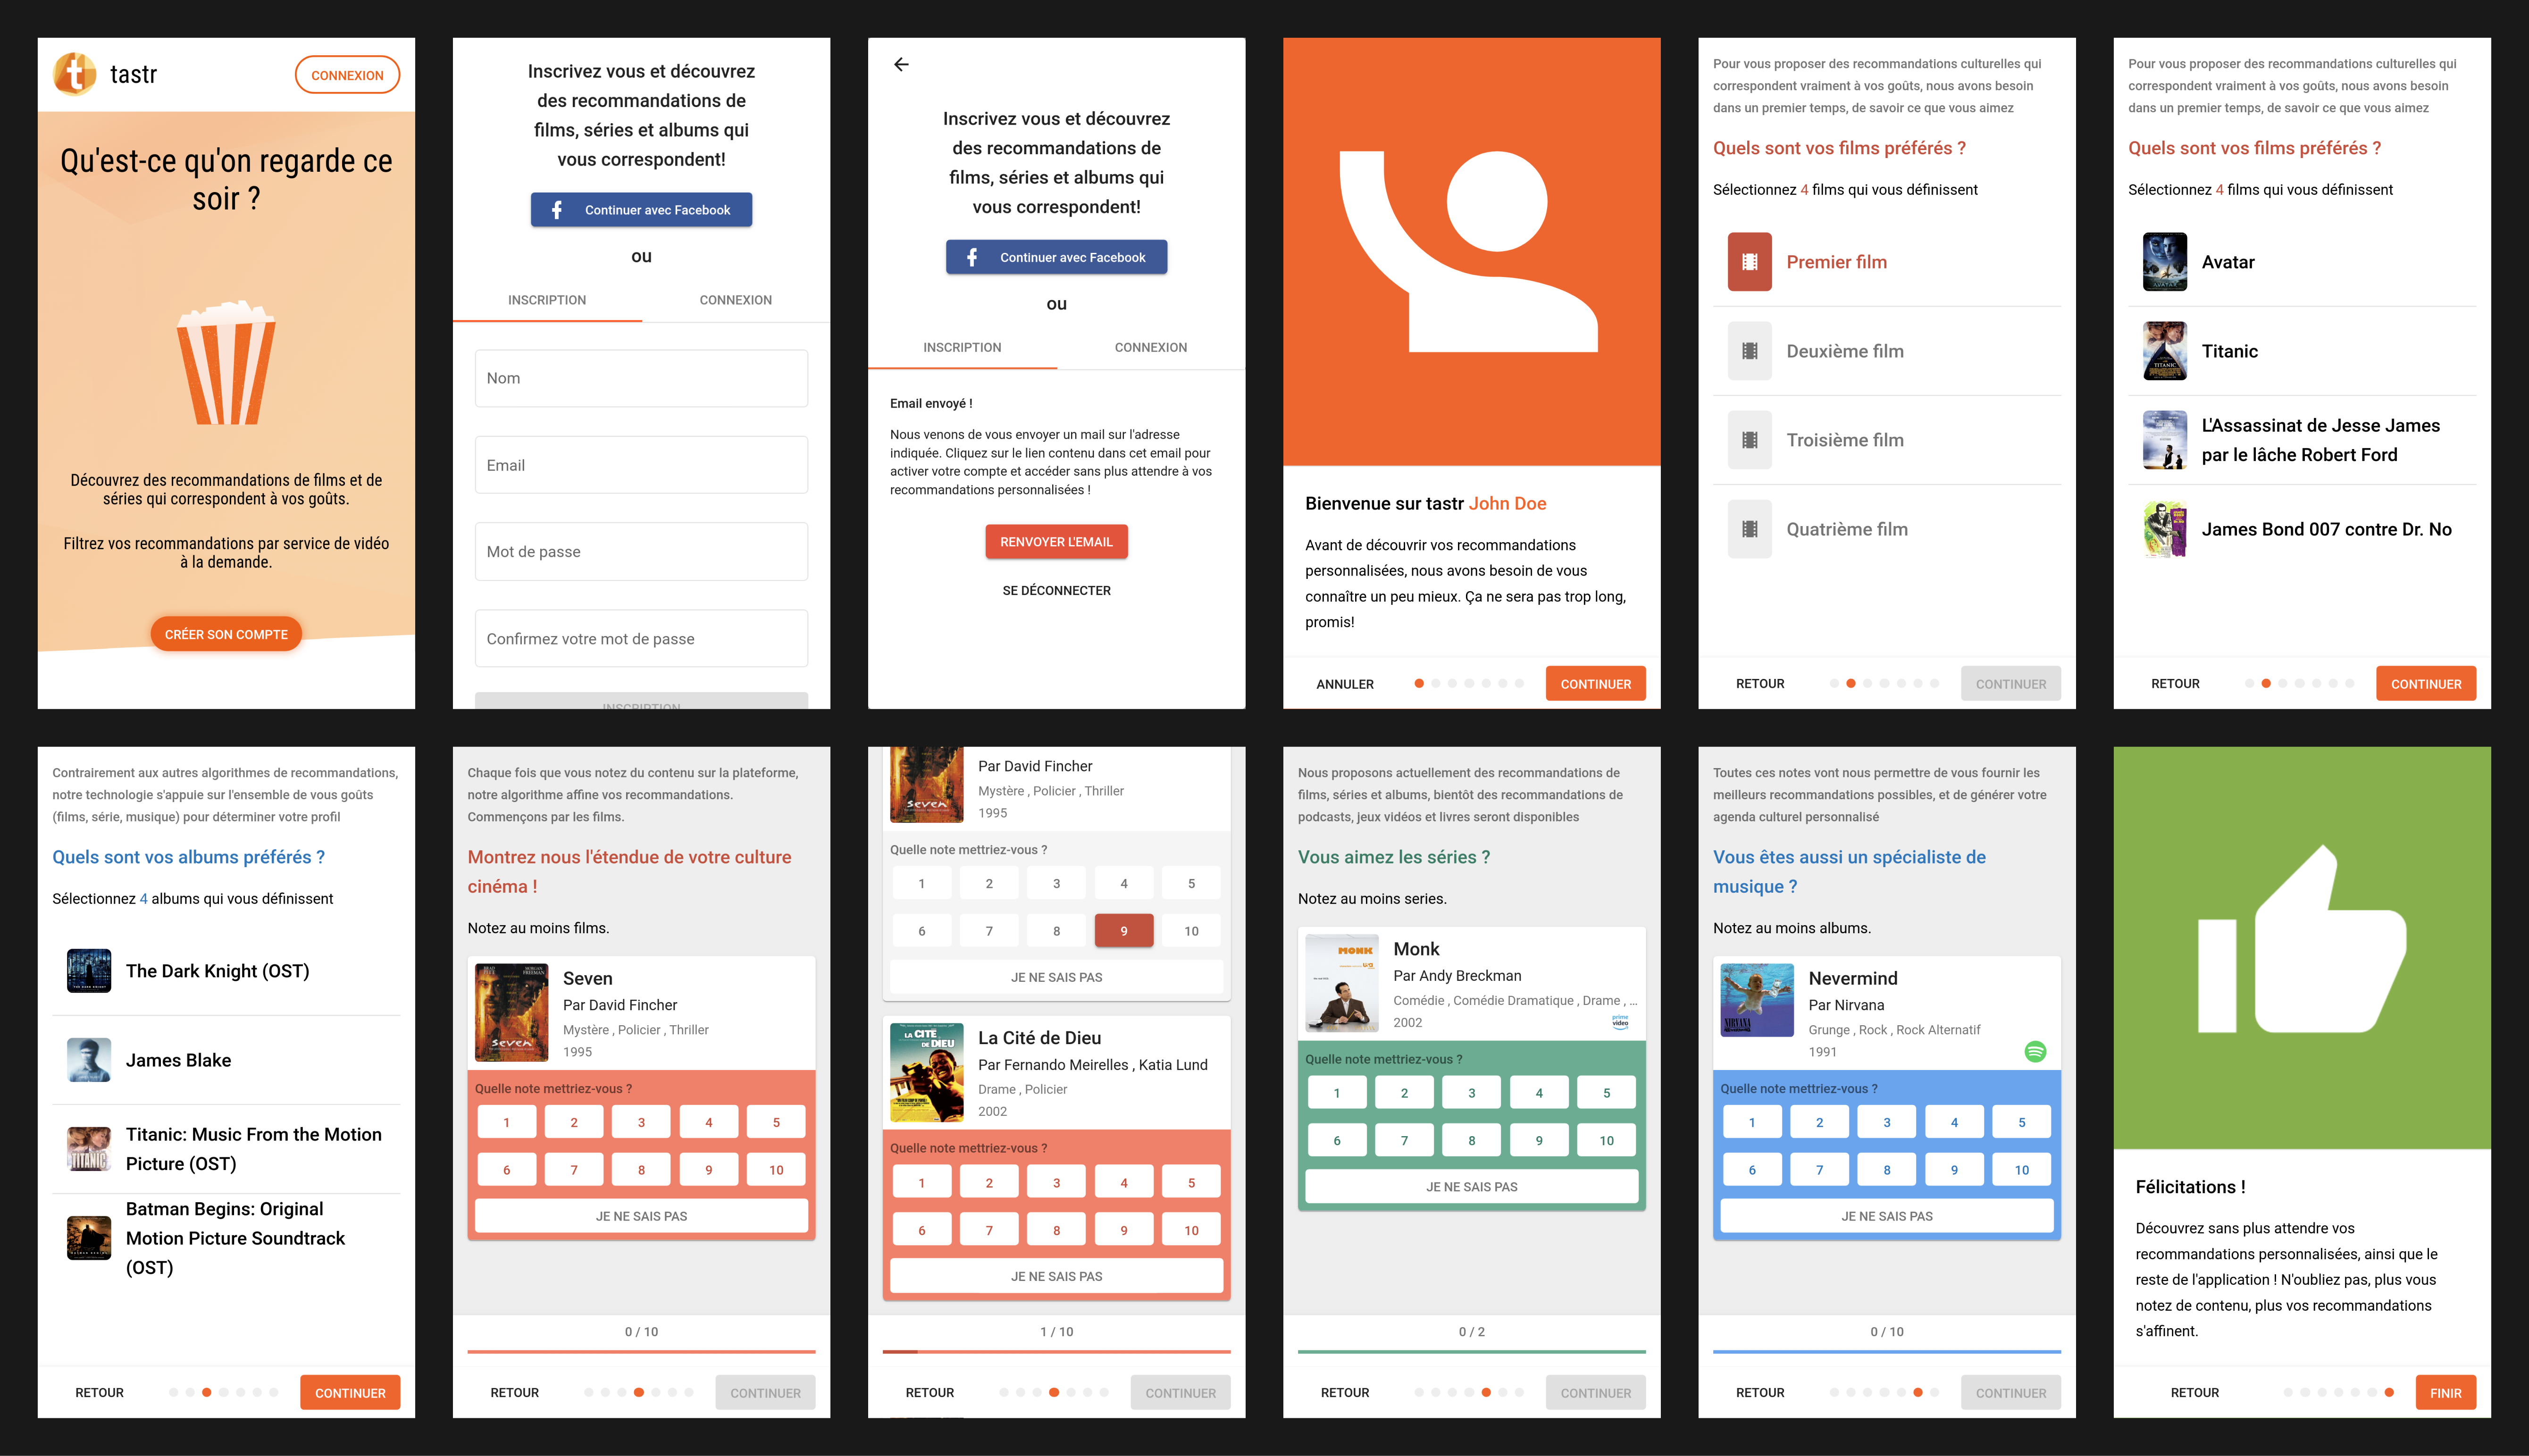 tastr
CONNEXION
Qu'est-ce qu'on regarde ce
soir ?
Découvrez des recommandations de films et de
séries qui correspondent à vos goûts.
Filtrez vos recommandations par service de vidéo
à la demande.
CRÉER SON COMPTE
Inscrivez vous et découvrez
des recommandations de
films, séries et albums qui
vous correspondent!
Continuer avec Facebook
ou
INSCRIPTION
CONNEXION
Nom
Email
Mot de passe
Confirmez votre mot de passe
INSCRIPTION
Inscrivez vous et découvrez
des recommandations de
films, séries et albums qui
vous correspondent!
Continuer avec Facebook
ou
INSCRIPTION
CONNEXION
Email envoyé !
Nous venons de vous envoyer un mail sur l'adresse
indiquée. Cliquez sur le lien contenu dans cet email pour
activer votre compte et accéder sans plus attendre à vos
recommandations personnalisées !
RENVOYER L'EMAIL
SE DÉCONNECTER
Bienvenue sur tastr John Doe
Avant de découvrir vos recommandations
personnalisées, nous avons besoin de vous
connaître un peu mieux. Ça ne sera pas trop long,
promis!
ANNULER
CONTINUER
Pour vous proposer des recommandations culturelles qui
correspondent vraiment à vos goûts, nous avons besoin
dans un premier temps, de savoir ce que vous aimez
Quels sont vos films préférés ?
Sélectionnez 4 films qui vous définissent
Premier film
Deuxième film
Troisième film
Quatrième film
RETOUR
CONTINUER
Pour vous proposer des recommandations culturelles qui
correspondent vraiment à vos goûts, nous avons besoin
dans un premier temps, de savoir ce que vous aimez
Quels sont vos films préférés ?
Sélectionnez 4 films qui vous définissent
Avatar
Titanic
L'Assassinat de Jesse James
par le lâche Robert Ford
James Bond 007 contre Dr. No
RETOUR
CONTINUER
Contrairement aux autres algorithmes de recommandations,
notre technologie s'appuie sur l'ensemble de vous goûts
(films, série, musique) pour déterminer votre profil
Quels sont vos albums préférés ?
Sélectionnez 4 albums qui vous définissent
The Dark Knight (OST)
James Blake
TITANIC
Titanic: Music From the Motion
Picture (OST)
Batman Begins: Original
Motion Picture Soundtrack
(OST)
RETOUR
CONTINUER
Chaque fois que vous notez du contenu sur la plateforme,
notre algorithme affine vos recommandations.
Commençons par les films.
Montrez nous l'étendue de votre culture
cinéma !
Notez au moins films.
seven
Seven
Par David Fincher
Mystère , Policier , Thriller
1995
Quelle note mettriez-vous ?
1 2 3 4 5
6 7 8 9 10
JE NE SAIS PAS
0 / 10
RETOUR
CONTINUER
seven
Par David Fincher
Mystère , Policier , Thriller
1995
Quelle note mettriez-vous ?
1 2 3 4 5
6 7 8 9 10
JE NE SAIS PAS
LA CITÉ
DE DIEU
La Cité de Dieu
Par Fernando Meirelles , Katia Lund
Drame , Policier
2002
Quelle note mettriez-vous ?
1 2 3 4 5
6 7 8 9 10
JE NE SAIS PAS
1 / 10
RETOUR
CONTINUER
Nous proposons actuellement des recommandations de
films, séries et albums, bientôt des recommandations de
podcasts, jeux vidéos et livres seront disponibles
Vous aimez les séries ?
Notez au moins series.
MONK
Monk
Par Andy Breckman
Comédie , Comédie Dramatique , Drame , ...
2002
prime
video
Quelle note mettriez-vous ?
1 2 3 4 5
6 7 8 9 10
JE NE SAIS PAS
0 / 2
RETOUR
CONTINUER
Toutes ces notes vont nous permettre de vous fournir les
meilleurs recommandations possibles, et de générer votre
agenda culturel personnalisé
Vous êtes aussi un spécialiste de
musique ?
Notez au moins albums.
NIRVANA
Nevermind
Par Nirvana
Grunge , Rock , Rock Alternatif
1991
Quelle note mettriez-vous ?
1 2 3 4 5
6 7 8 9 10
JE NE SAIS PAS
0 / 10
RETOUR
CONTINUER
Félicitations !
Découvrez sans plus attendre vos
recommandations personnalisées, ainsi que le
reste de l'application ! N'oubliez pas, plus vous
notez de contenu, plus vos recommandations
s'affinent.
RETOUR
FINIR